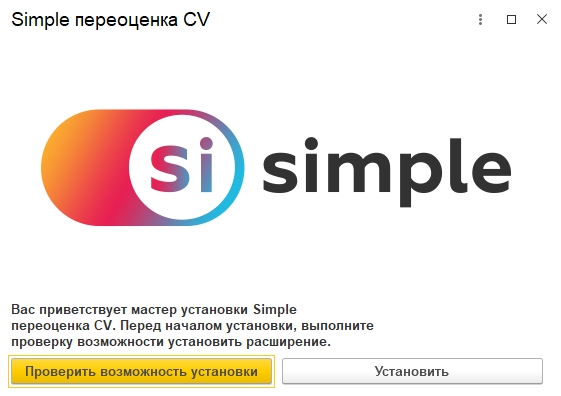 Simple переоценка CV
si simple
Вас приветствует мастер установки Simple
переоценка CV. Перед началом установки, выполните
проверку возможности установить расширение.
Проверить возможность установки
Установить